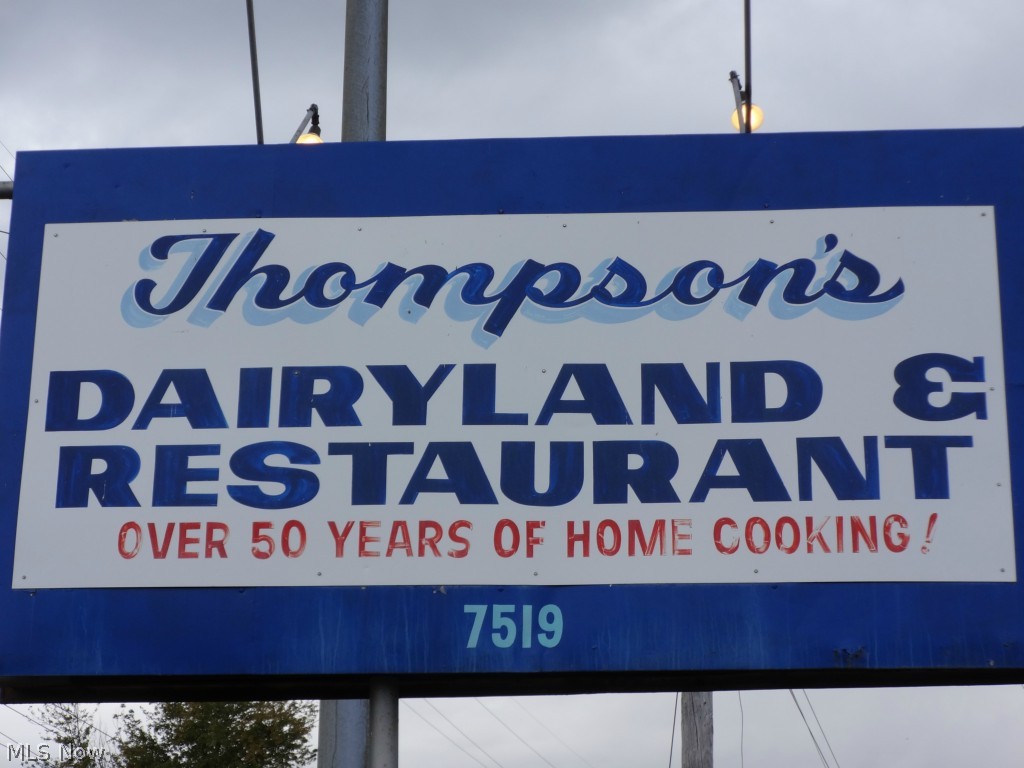 Thompson's
DAIRYLAND &
RESTAURANT
OVER 50 YEARS OF HOME COOKING!
7519
MLS Now